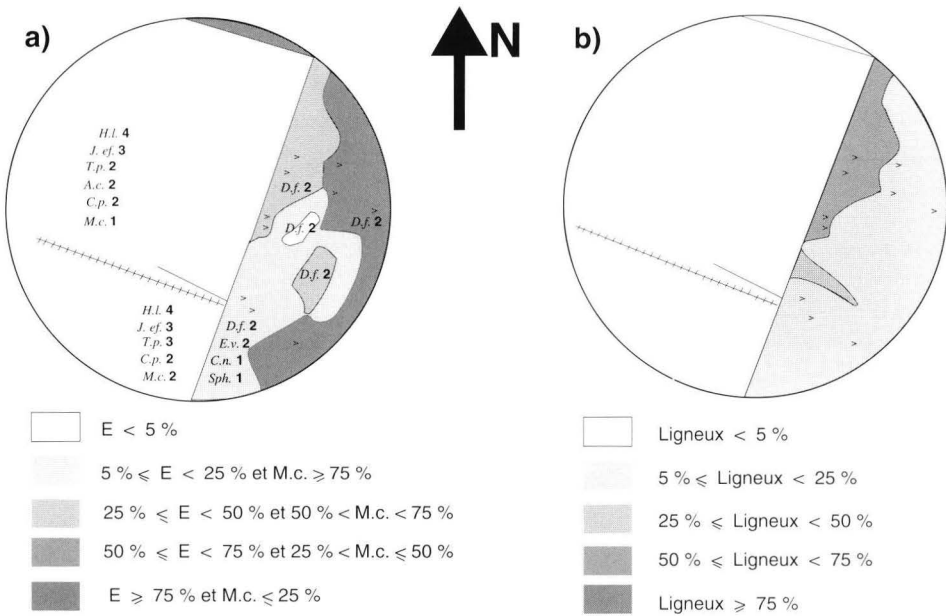 a)
N
b)
H.l. 4
J. ef. 3
T.p. 2
A.c. 2
C.p. 2
M.c. 1
D.f. 2
D.f. 2
D.f. 2
D.f. 2
H.l. 4
J. ef. 3
T.p. 3
C.p. 2
M.c. 2
D.f. 2
E.v. 2
C.n. 1
Sph. 1
E < 5 %
5 % ⩽ E < 25 % et M.c. ⩾ 75 %
25 % ⩽ E < 50 % et 50 % < M.c. < 75 %
50 % ⩽ E < 75 % et 25 % < M.c. ⩽ 50 %
E ⩾ 75 % et M.c. ⩽ 25 %
Ligneux < 5 %
5 % ⩽ Ligneux < 25 %
25 % ⩽ Ligneux < 50 %
50 % ⩽ Ligneux < 75 %
Ligneux ⩾ 75 %